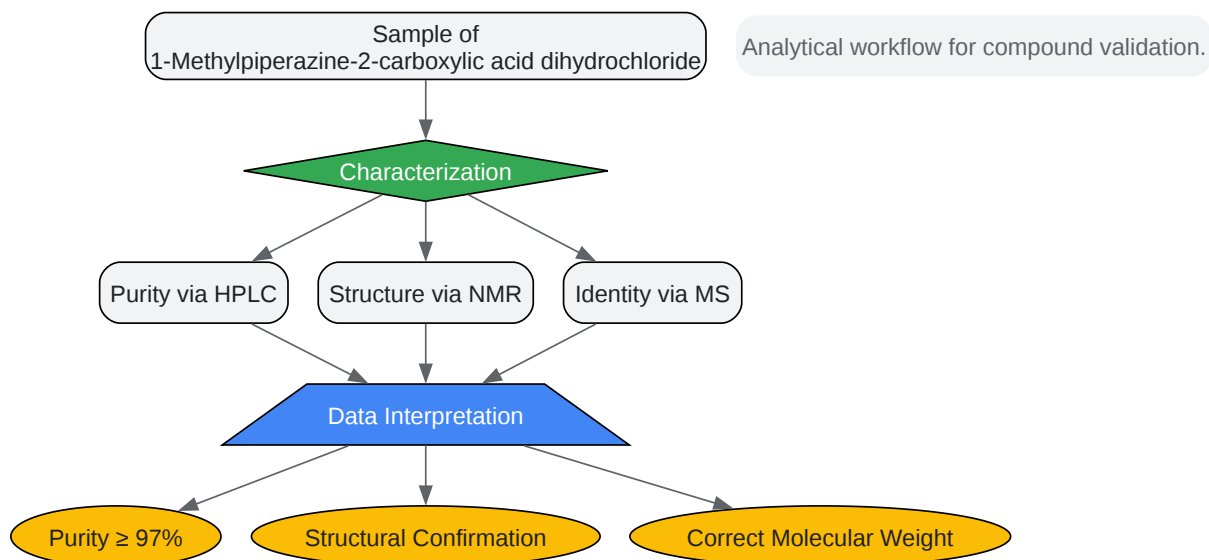 Sample of
1-Methylpiperazine-2-carboxylic acid dihydrochloride
Analytical workflow for compound validation.
Characterization
Purity via HPLC
Structure via NMR
Identity via MS
Data Interpretation
Purity ≥ 97%
Structural Confirmation
Correct Molecular Weight